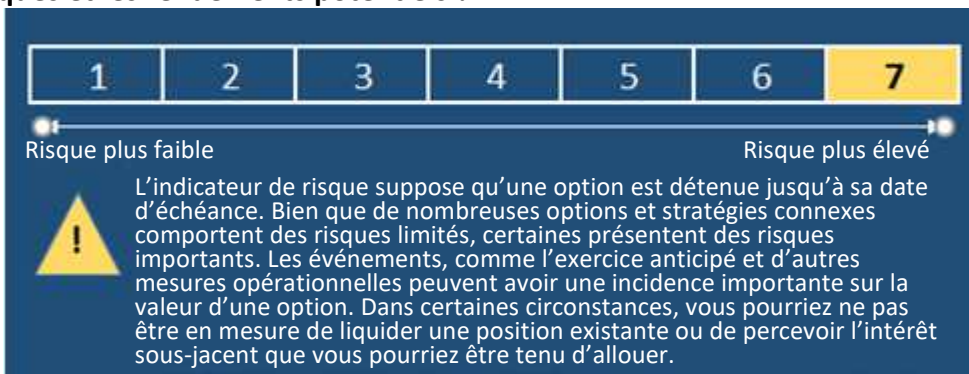 1 2 3 4 5 6 7
Risque plus faible Risque plus élevé
L’indicateur de risque suppose qu’une option est détenue jusqu’à sa date
d’échéance. Bien que de nombreuses options et stratégies connexes
comportent des risques limités, certaines présentent des risques
importants. Les événements, comme l’exercice anticipé et d’autres
mesures opérationnelles peuvent avoir une incidence importante sur la
valeur d’une option. Dans certaines circonstances, vous pourriez ne pas
être en mesure de liquider une position existante ou de percevoir l’intérêt
sous-jacent que vous pourriez être tenu d’allouer.
!